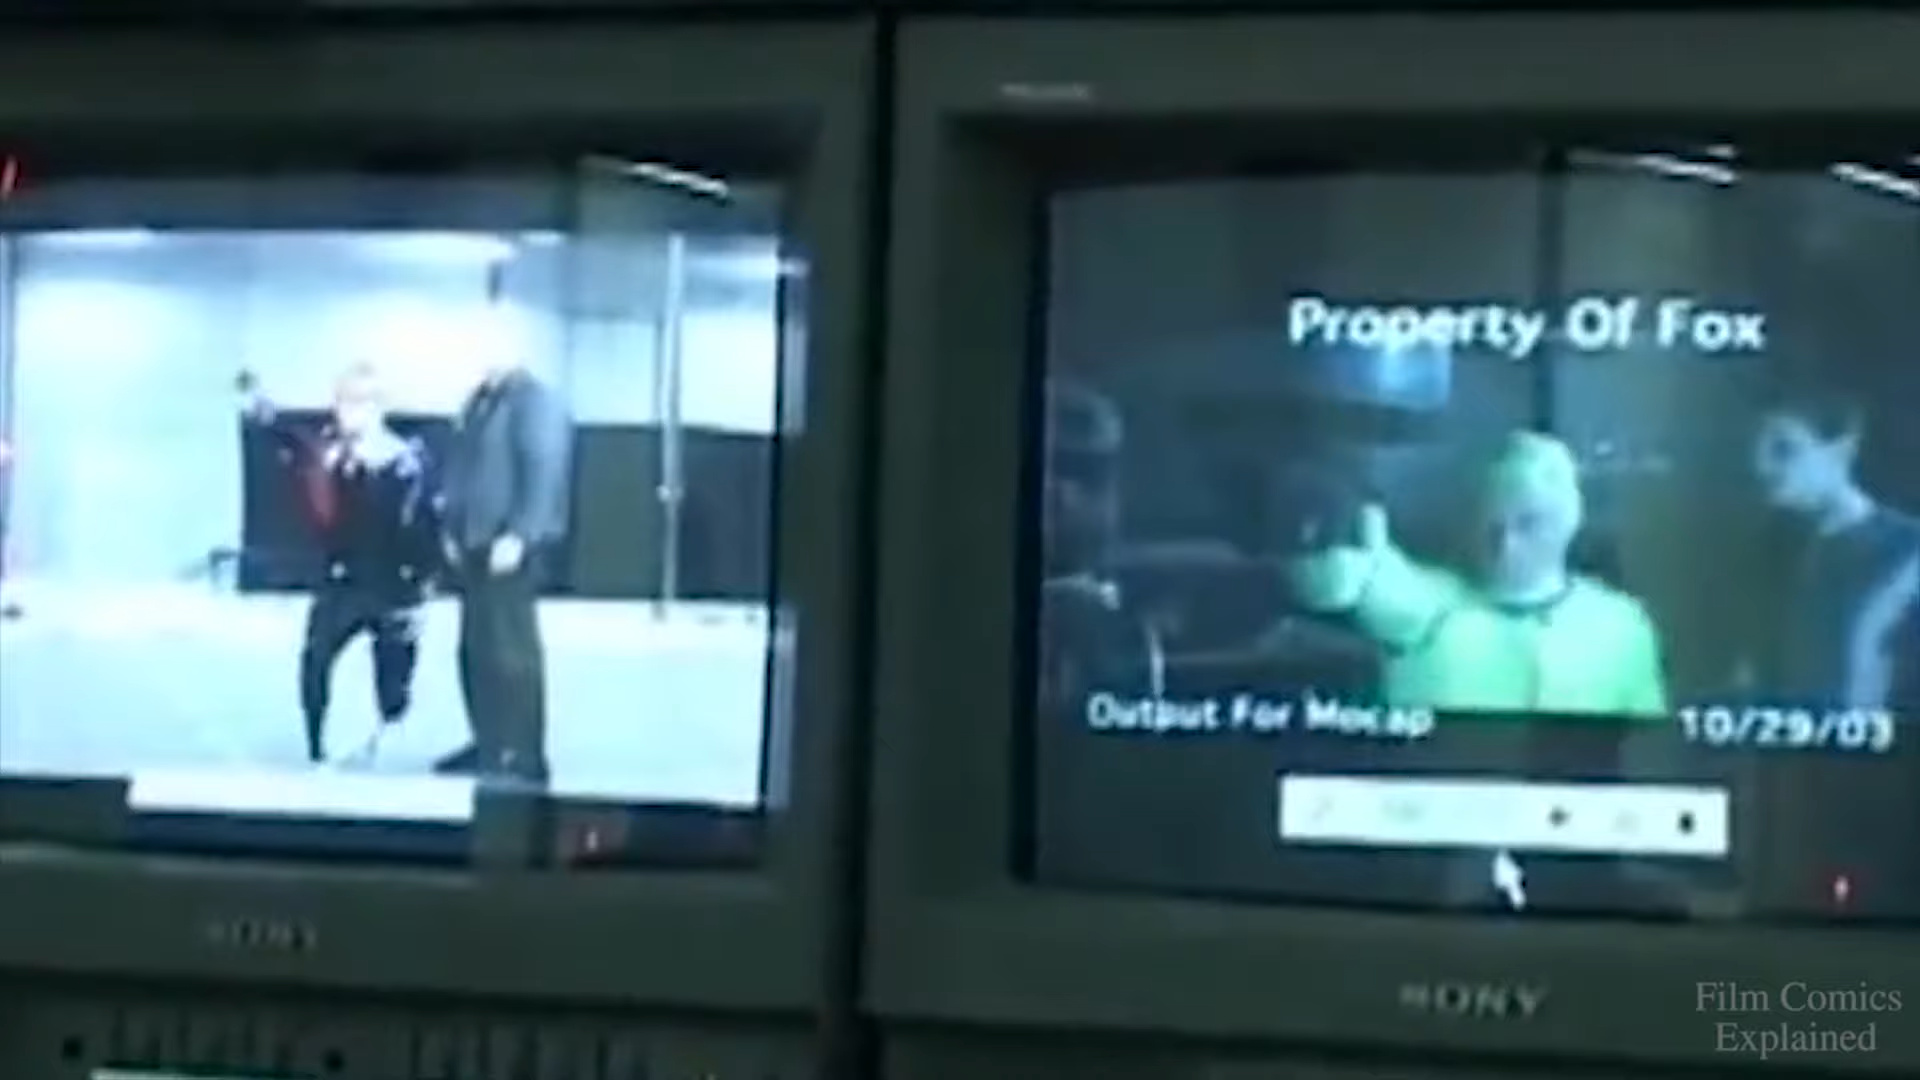 Property Of Fox
Output For Mocap
10/29/03
SONY
SONY
Film Comics
Explained